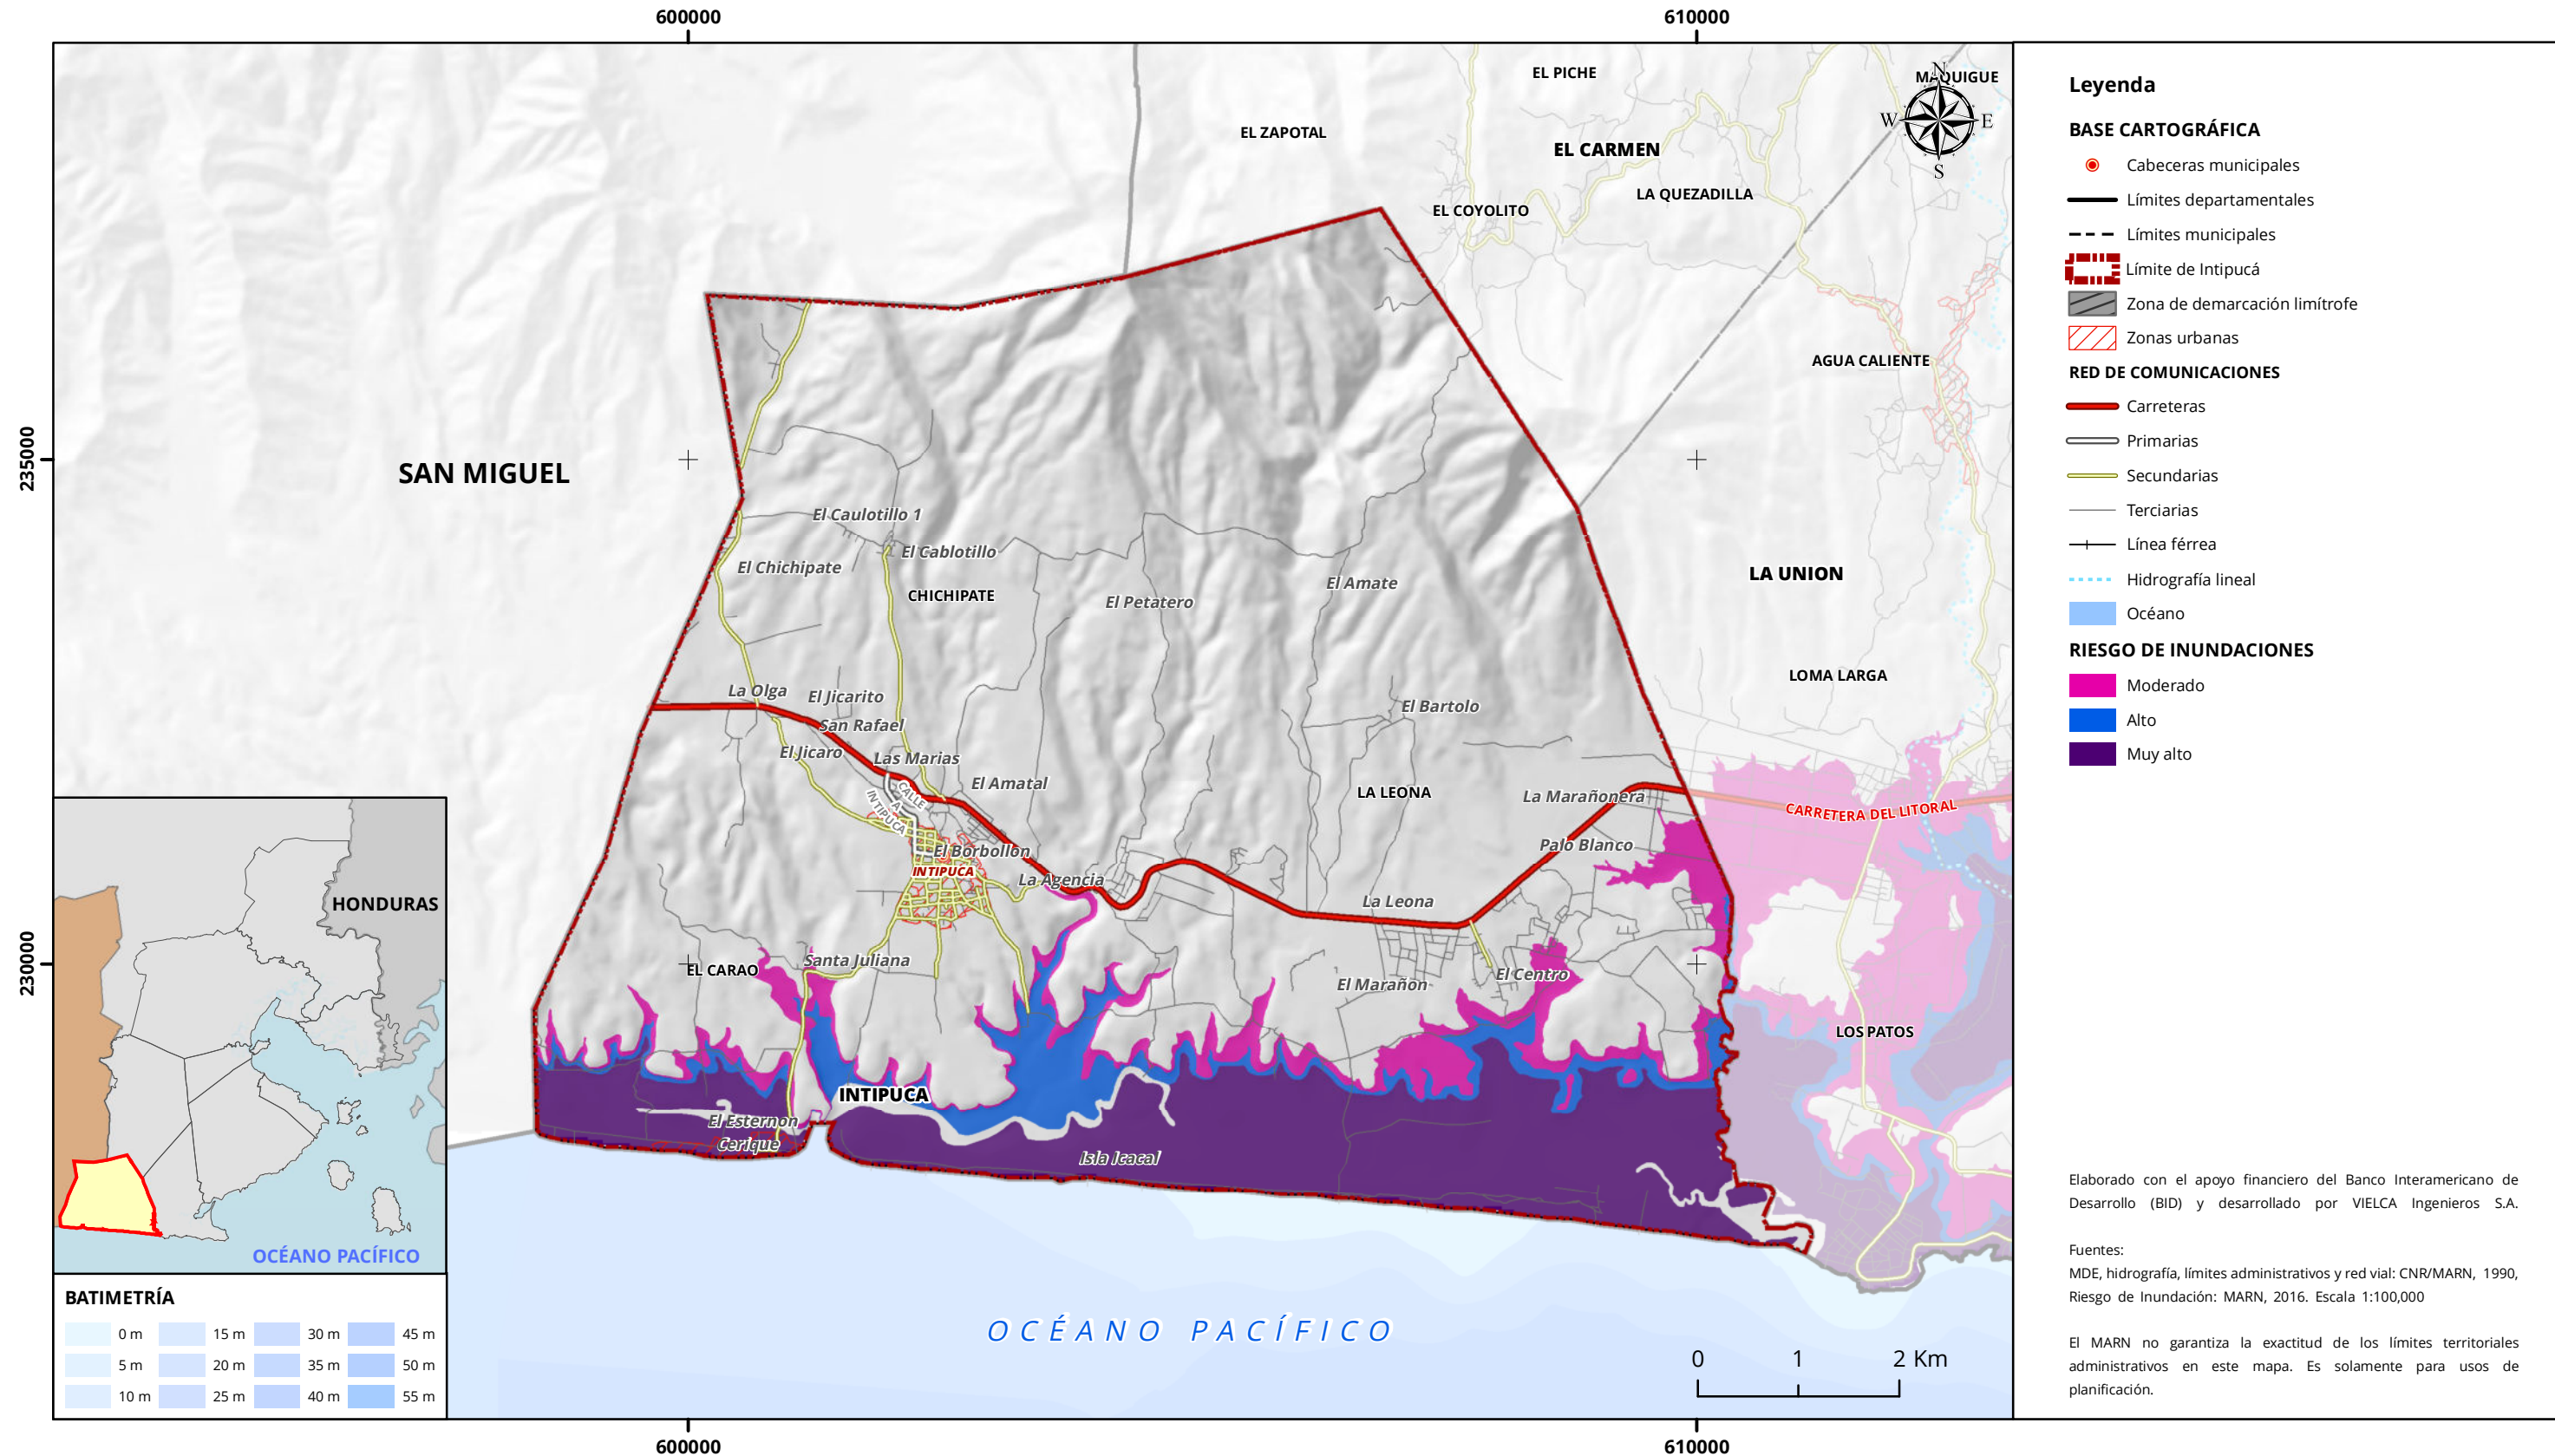 600000
610000
235000
230000
600000
610000
EL PICHE
MAQUIGUE
N
W
E
S
EL ZAPOTAL
EL CARMEN
LA QUEZADILLA
EL COYOLITO
AGUA CALIENTE
SAN MIGUEL
El Caulotillo 1
El Cablotillo
El Chichipate
CHICHIPATE
El Petatero
El Amate
LA UNION
LOMA LARGA
La Olga
El Jicarito
San Rafael
El Bartolo
El Jicaro
Las Marias
El Amatal
CALLE
A
INTIPUCA
LA LEONA
La Marañonera
CARRETERA DEL LITORAL
El Borbollon
INTIPUCA
Palo Blanco
La Agencia
La Leona
EL CARAO
Santa Juliana
El Marañon
El Centro
LOS PATOS
INTIPUCA
El Esternon
Cerique
Isla Icacal
OCÉANO PACÍFICO
0 1 2 Km
HONDURAS
OCÉANO PACÍFICO
BATIMETRÍA
0 m 15 m 30 m 45 m
5 m 20 m 35 m 50 m
10 m 25 m 40 m 55 m
Leyenda
BASE CARTOGRÁFICA
Cabeceras municipales
Límites departamentales
Límites municipales
Límite de Intipucá
Zona de demarcación limítrofe
Zonas urbanas
RED DE COMUNICACIONES
Carreteras
Primarias
Secundarias
Terciarias
Línea férrea
Hidrografía lineal
Océano
RIESGO DE INUNDACIONES
Moderado
Alto
Muy alto
Elaborado con el apoyo financiero del Banco Interamericano de
Desarrollo (BID) y desarrollado por VIELCA Ingenieros S.A.
Fuentes:
MDE, hidrografía, límites administrativos y red vial: CNR/MARN, 1990,
Riesgo de Inundación: MARN, 2016. Escala 1:100,000
El MARN no garantiza la exactitud de los límites territoriales
administrativos en este mapa. Es solamente para usos de
planificación.